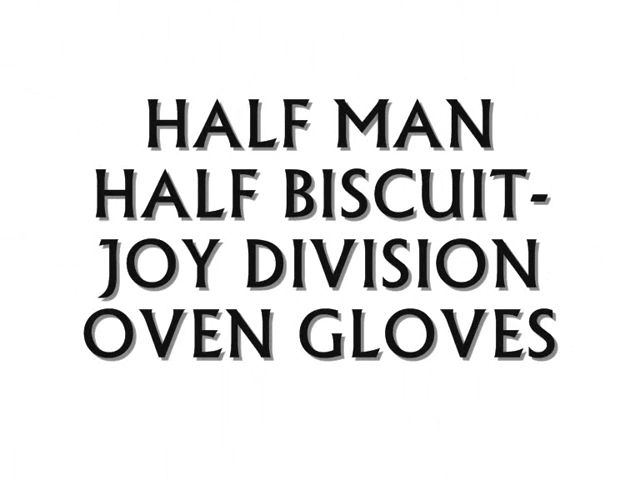 HALF MAN
HALF BISCUIT-
JOY DIVISION
OVEN GLOVES